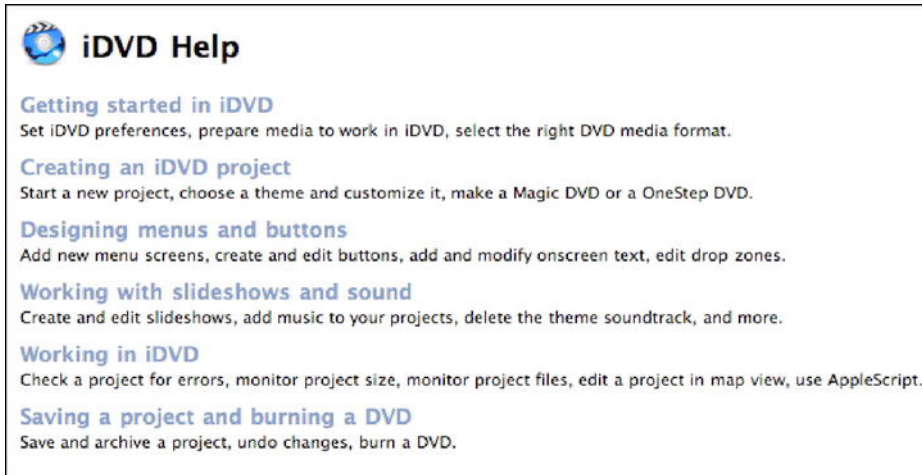 iDVD Help
Getting started in iDVD
Set iDVD preferences, prepare media to work in iDVD, select the right DVD media format.
Creating an iDVD project
Start a new project, choose a theme and customize it, make a Magic DVD or a OneStep DVD.
Designing menus and buttons
Add new menu screens, create and edit buttons, add and modify onscreen text, edit drop zones.
Working with slideshows and sound
Create and edit slideshows, add music to your projects, delete the theme soundtrack, and more.
Working in iDVD
Check a project for errors, monitor project size, monitor project files, edit a project in map view, use AppleScript.
Saving a project and burning a DVD
Save and archive a project, undo changes, burn a DVD.